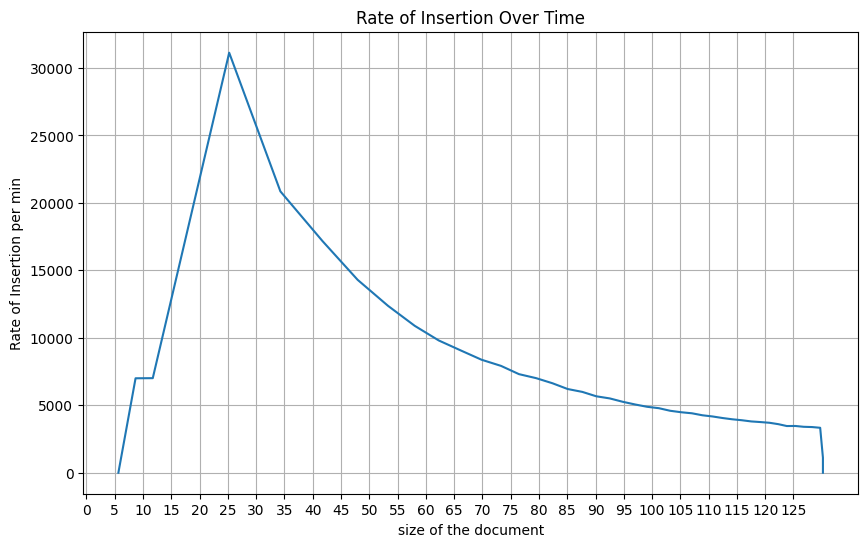 Rate of Insertion Over Time
Rate of Insertion per min
30000
25000
20000
15000
10000
5000
0
0 5 10 15 20 25 30 35 40 45 50 55 60 65 70 75 80 85 90 95 100 105 110 115 120 125
size of the document